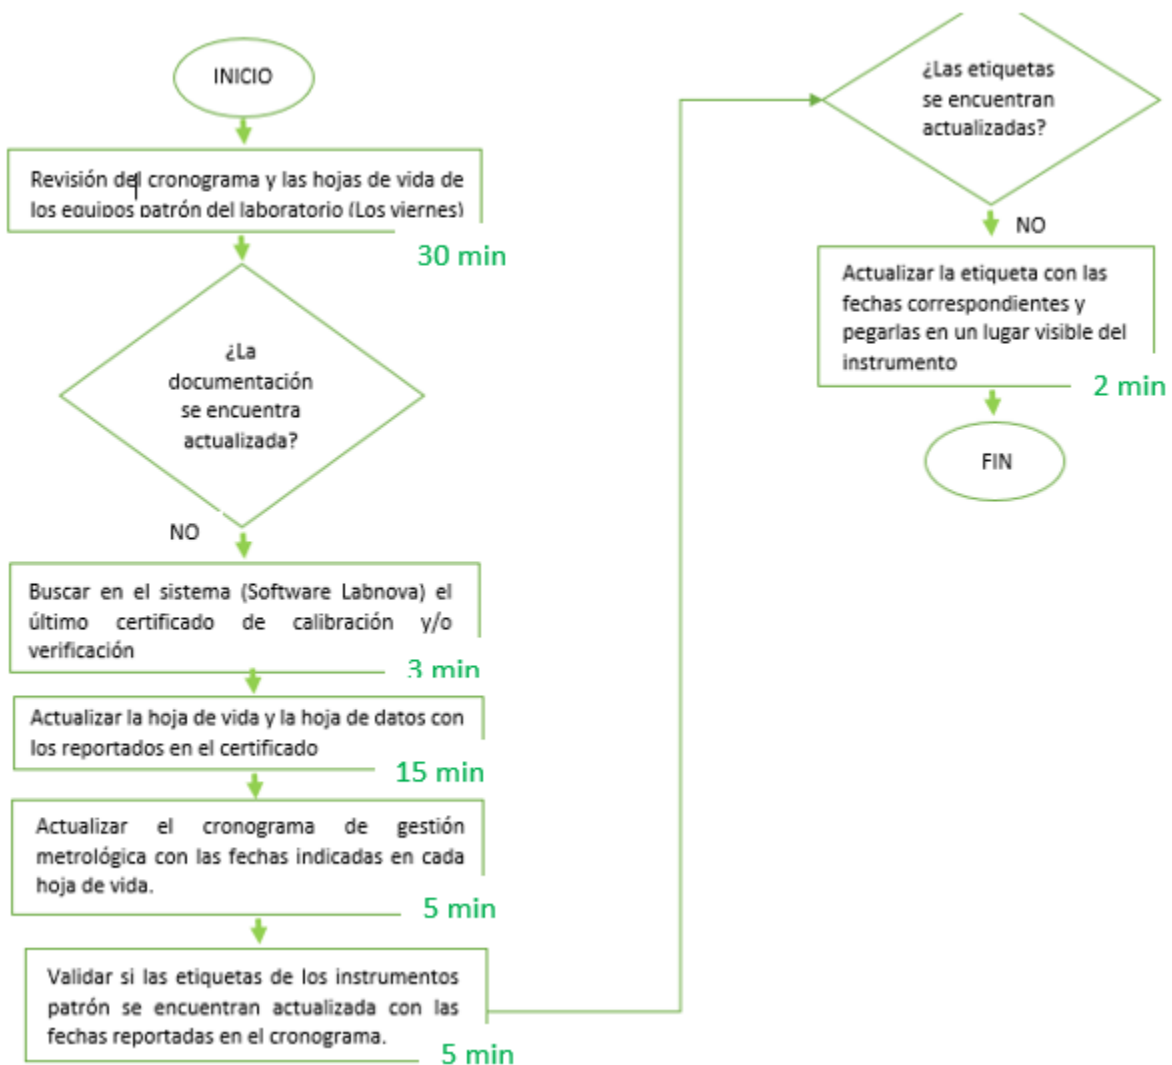 INICIO
Revisión del cronograma y las hojas de vida de
los equipos patrón del laboratorio (Los viernes)
30 min
¿La
documentación
se encuentra
actualizada?
NO
Buscar en el sistema (Software Labnova) el
último certificado de calibración y/o
verificación
3 min
Actualizar la hoja de vida y la hoja de datos con
los reportados en el certificado
15 min
Actualizar el cronograma de gestión
metrológica con las fechas indicadas en cada
hoja de vida.
5 min
Validar si las etiquetas de los instrumentos
patrón se encuentran actualizada con las
fechas reportadas en el cronograma.
5 min
¿Las etiquetas
se encuentran
actualizadas?
NO
Actualizar la etiqueta con las
fechas correspondientes y
pegarlas en un lugar visible del
instrumento
2 min
FIN